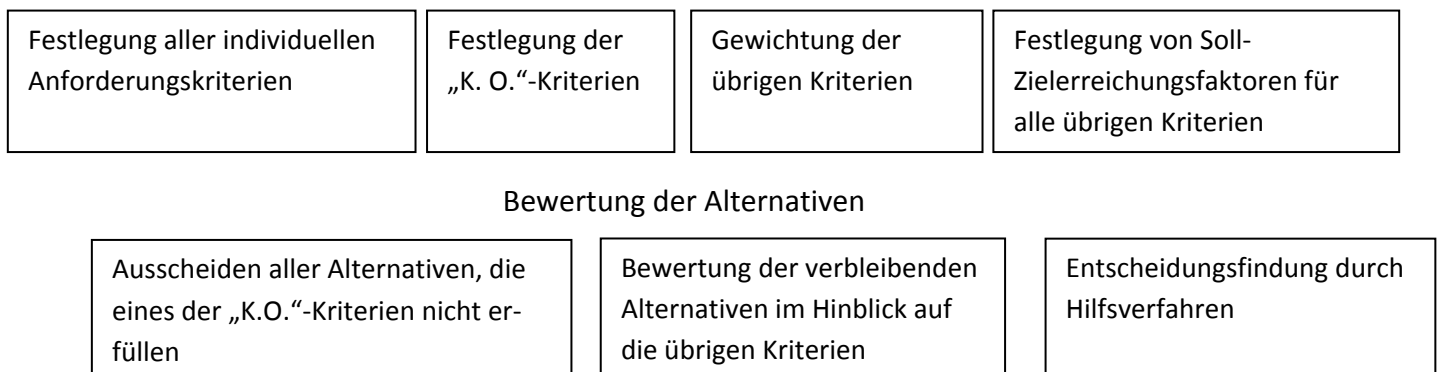 Festlegung aller individuellen
Anforderungskriterien
Festlegung der
„K. O.“-Kriterien
Gewichtung der
übrigen Kriterien
Festlegung von Soll-
Zielerreichungsfaktoren für
alle übrigen Kriterien
Bewertung der Alternativen
Ausscheiden aller Alternativen, die
eines der „K.O.“-Kriterien nicht er-
füllen
Bewertung der verbleibenden
Alternativen im Hinblick auf
die übrigen Kriterien
Entscheidungsfindung durch
Hilfsverfahren